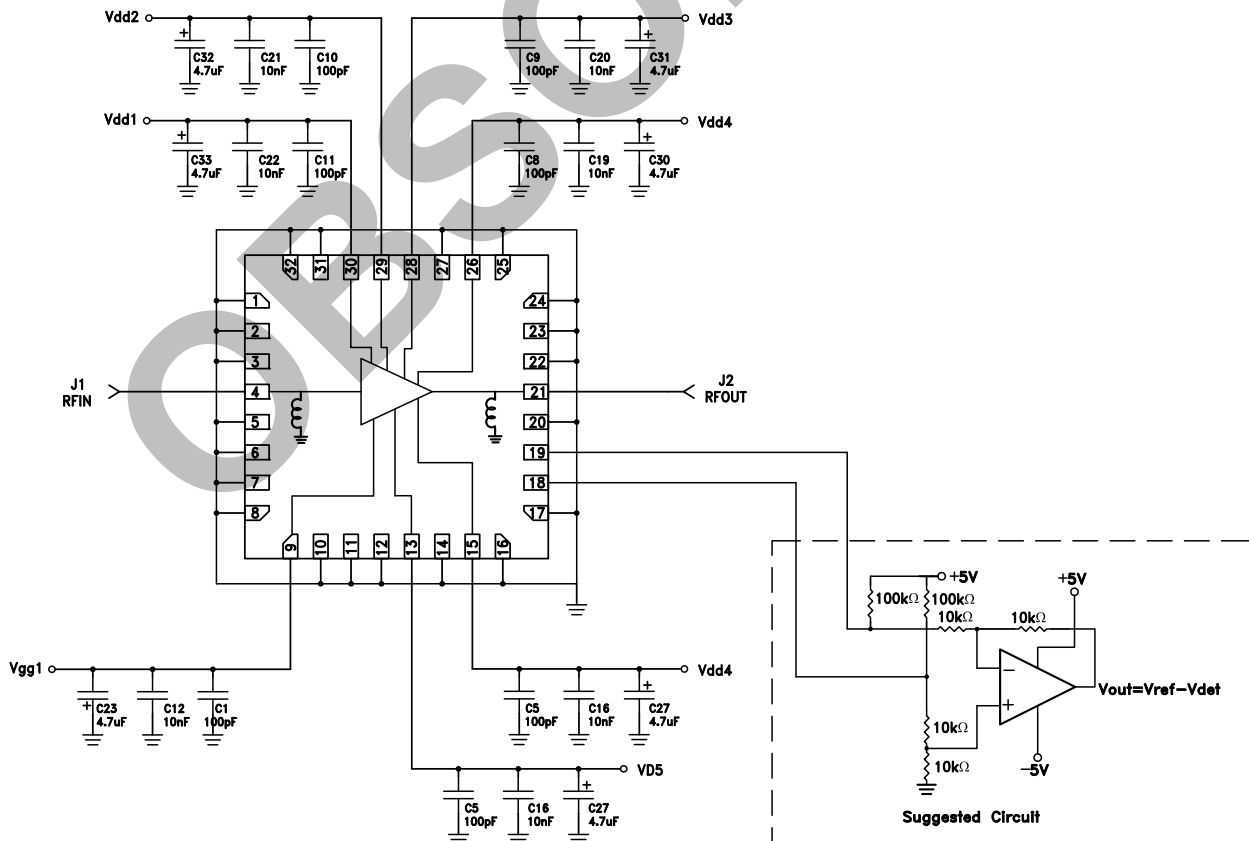 OBSO
Vdd2
+
C32
4.7uF
C21
10nF
C10
100pF
C9
100pF
C20
10nF
+
C31
4.7uF
Vdd3
Vdd1
+
C33
4.7uF
C22
10nF
C11
100pF
C8
100pF
C19
10nF
+
C30
4.7uF
Vdd4
32
31
30
29
28
27
26
25
1
2
3
4
5
6
7
8
24
23
22
21
20
19
18
17
J1
RFIN
J2
RFOUT
9
10
11
12
13
14
15
16
Vgg1
+
C23
4.7uF
C12
10nF
C1
100pF
C5
100pF
C16
10nF
+
C27
4.7uF
Vdd4
C5
100pF
C16
10nF
+
C27
4.7uF
VD5
+5V
+5V
100kΩ
100kΩ
10kΩ
10kΩ
−
+
Vout=Vref-Vdet
10kΩ
10kΩ
-5V
Suggested Circuit